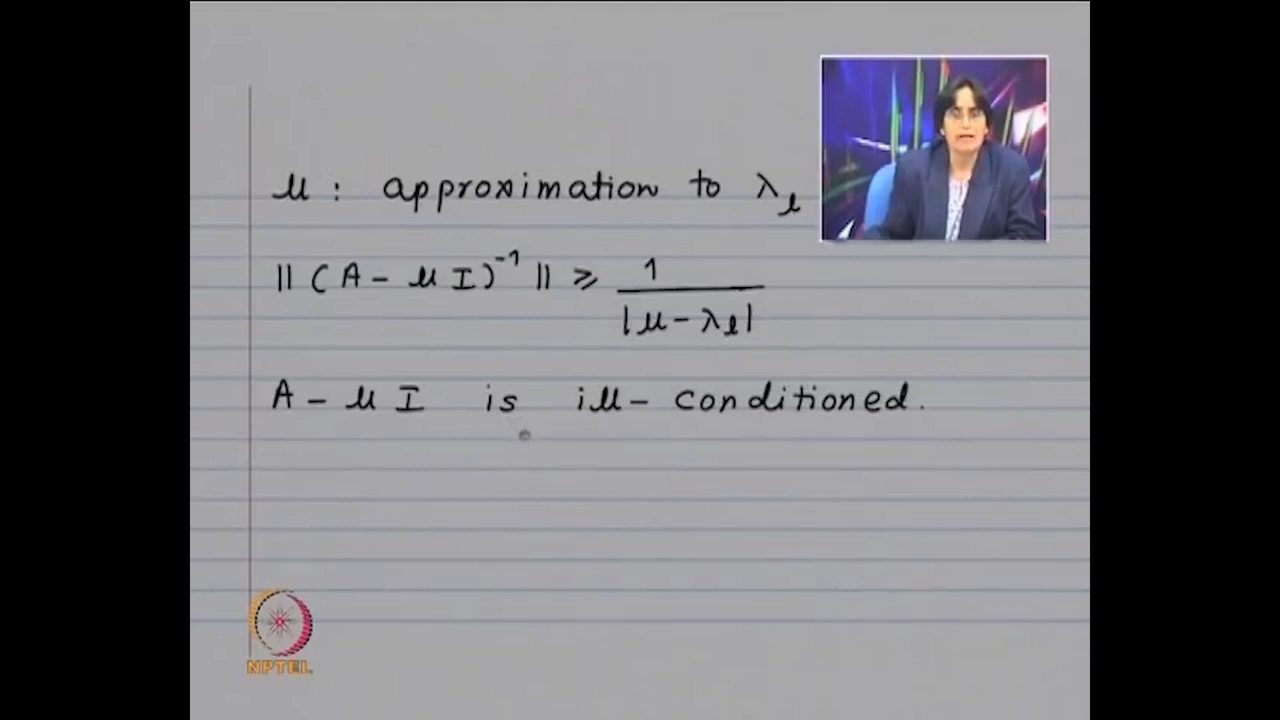 μ : approximation to λ_l
‖ (A - μ I)^{-1} ‖ ≥ 1 / |μ - λ_l|
A - μ I is ill-conditioned.
NPTEL